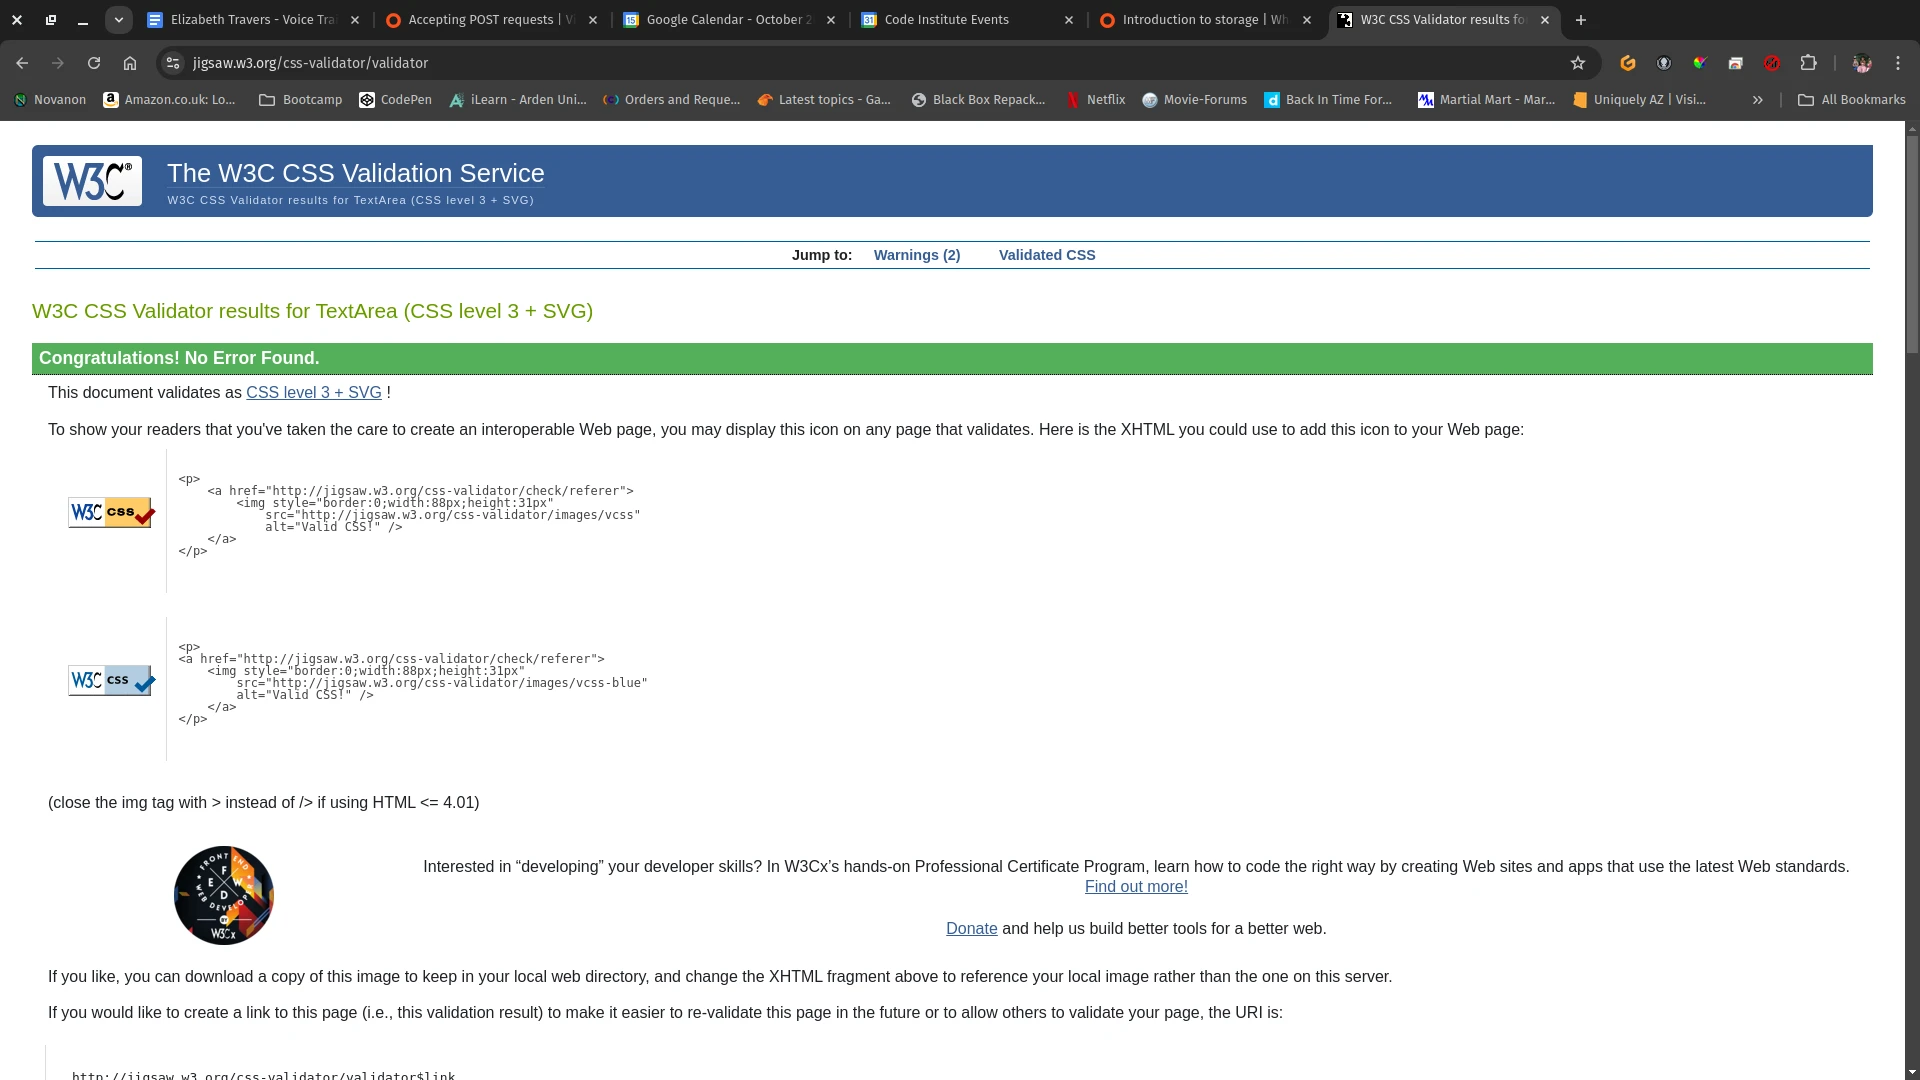 Elizabeth Travers - Voice Trai
Accepting POST requests | Vi
Google Calendar - October 2
Code Institute Events
Introduction to storage | Wh
W3C CSS Validator results fo
jigsaw.w3.org/css-validator/validator
Novanon
Amazon.co.uk: Lo...
Bootcamp
CodePen
iLearn - Arden Uni...
Orders and Reque...
Latest topics - Ga...
Black Box Repack...
Netflix
Movie-Forums
Back In Time For...
Martial Mart - Mar...
Uniquely AZ | Visi...
All Bookmarks
W3C®
The W3C CSS Validation Service
W3C CSS Validator results for TextArea (CSS level 3 + SVG)
Jump to: Warnings (2) Validated CSS
W3C CSS Validator results for TextArea (CSS level 3 + SVG)
Congratulations! No Error Found.
This document validates as CSS level 3 + SVG !
To show your readers that you've taken the care to create an interoperable Web page, you may display this icon on any page that validates. Here is the XHTML you could use to add this icon to your Web page:
W3C css
<p>
<a href="http://jigsaw.w3.org/css-validator/check/referer">
<img style="border:0;width:88px;height:31px"
src="http://jigsaw.w3.org/css-validator/images/vcss"
alt="Valid CSS!" />
</a>
</p>
W3C css
<p>
<a href="http://jigsaw.w3.org/css-validator/check/referer">
<img style="border:0;width:88px;height:31px"
src="http://jigsaw.w3.org/css-validator/images/vcss-blue"
alt="Valid CSS!" />
</a>
</p>
(close the img tag with > instead of /> if using HTML <= 4.01)
FRONT END
WEB DEVELOPER
F
E W
D
W3Cx
Interested in “developing” your developer skills? In W3Cx’s hands-on Professional Certificate Program, learn how to code the right way by creating Web sites and apps that use the latest Web standards.
Find out more!
Donate and help us build better tools for a better web.
If you like, you can download a copy of this image to keep in your local web directory, and change the XHTML fragment above to reference your local image rather than the one on this server.
If you would like to create a link to this page (i.e., this validation result) to make it easier to re-validate this page in the future or to allow others to validate your page, the URI is:
http://jigsaw.w3.org/css-validator/validator$link